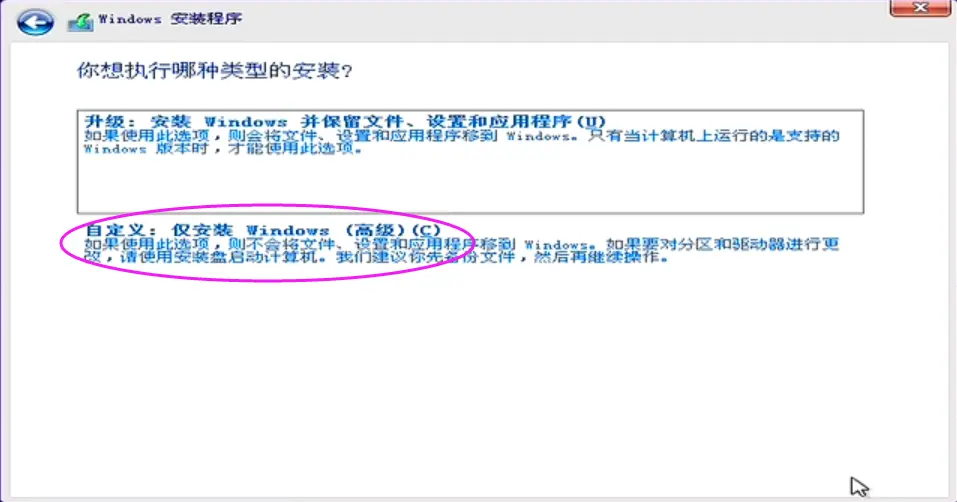 Windows 安装程序
你想执行哪种类型的安装?
升级: 安装 Windows 并保留文件、设置和应用程序(U)
如果使用此选项，则会将文件、设置和应用程序移到 Windows。只有当计算机上运行的是支持的
Windows 版本时，才能使用此选项。
自定义: 仅安装 Windows (高级)(C)
如果使用此选项，则不会将文件、设置和应用程序移到 Windows。如果要对分区和驱动器进行更
改，请使用安装盘启动计算机。我们建议你先备份文件，然后再继续操作。